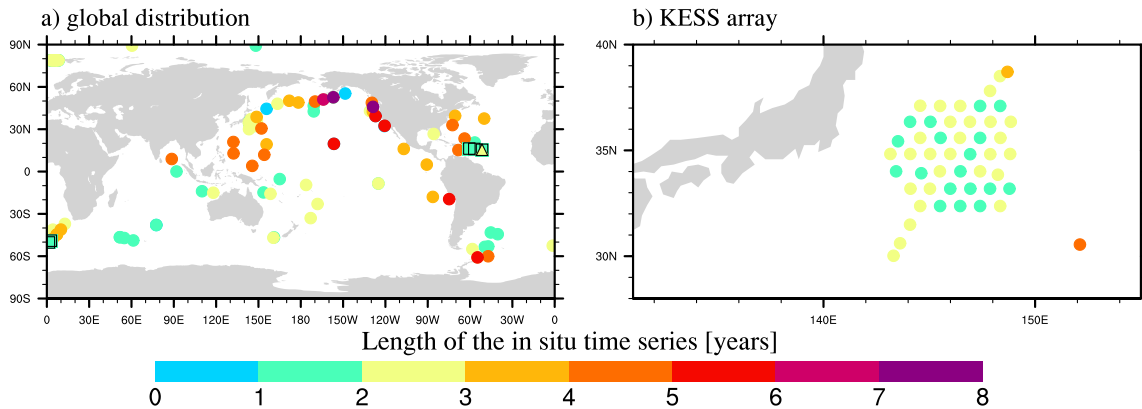 a) global distribution
b) KESS array
90N
60N
30N
0
30S
60S
90S
0 30E 60E 90E 120E 150E 180 150W 120W 90W 60W 30W 0
40N
35N
30N
140E 150E
Length of the in situ time series [years]
0 1 2 3 4 5 6 7 8